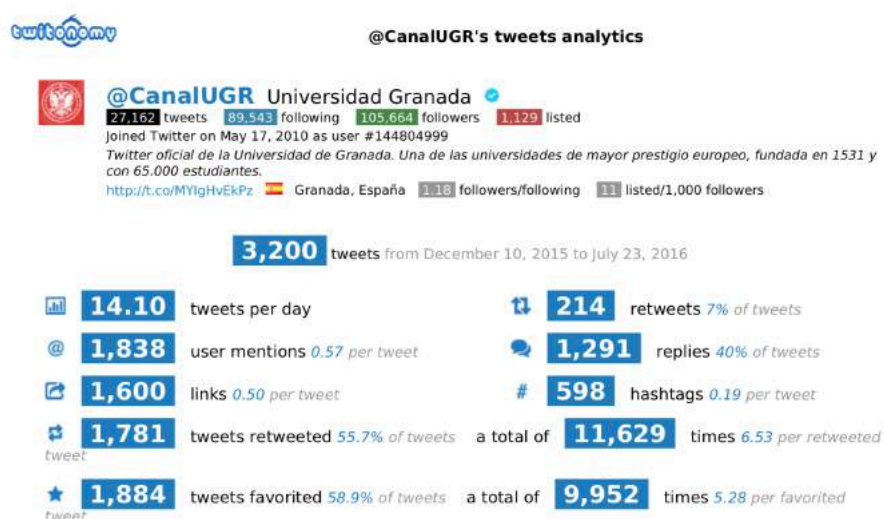 twitonomy
@CanalUGR's tweets analytics
@CanalUGR Universidad Granada
27,162 tweets 89,543 following 105,664 followers 1,129 listed
Joined Twitter on May 17, 2010 as user #144804999
Twitter oficial de la Universidad de Granada. Una de las universidades de mayor prestigio europeo, fundada en 1531 y
con 65.000 estudiantes.
http://t.co/MYIgHvEkPz Granada, España 1.18 followers/following 11 listed/1,000 followers
3,200 tweets from December 10, 2015 to July 23, 2016
14.10 tweets per day 214 retweets 7% of tweets
@ 1,838 user mentions 0.57 per tweet 1,291 replies 40% of tweets
1,600 links 0.50 per tweet # 598 hashtags 0.19 per tweet
1,781 tweets retweeted 55.7% of tweets a total of 11,629 times 6.53 per retweeted
tweet
1,884 tweets favorited 58.9% of tweets a total of 9,952 times 5.28 per favorited
tweet